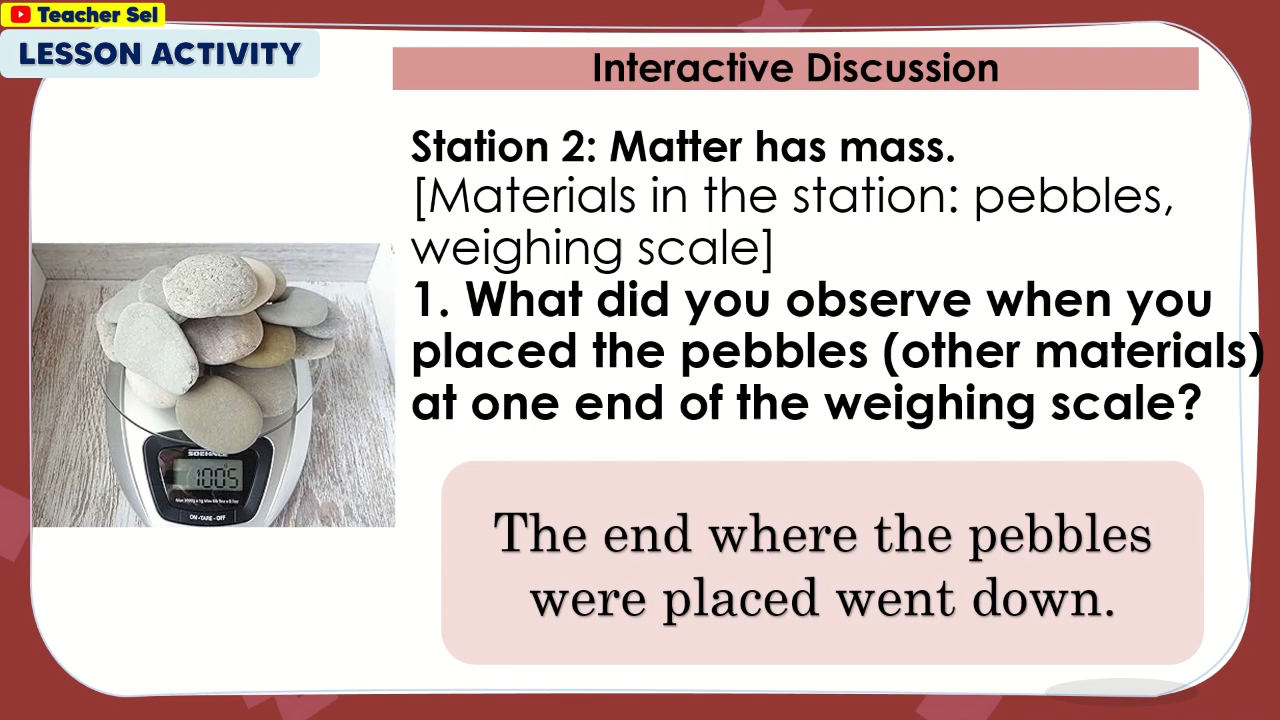 Teacher Sel
LESSON ACTIVITY
Interactive Discussion
Station 2: Matter has mass.
[Materials in the station: pebbles,
weighing scale]
1. What did you observe when you
placed the pebbles (other materials)
at one end of the weighing scale?
SOEHNLE
1005
ON•TARE•OFF
The end where the pebbles
were placed went down.